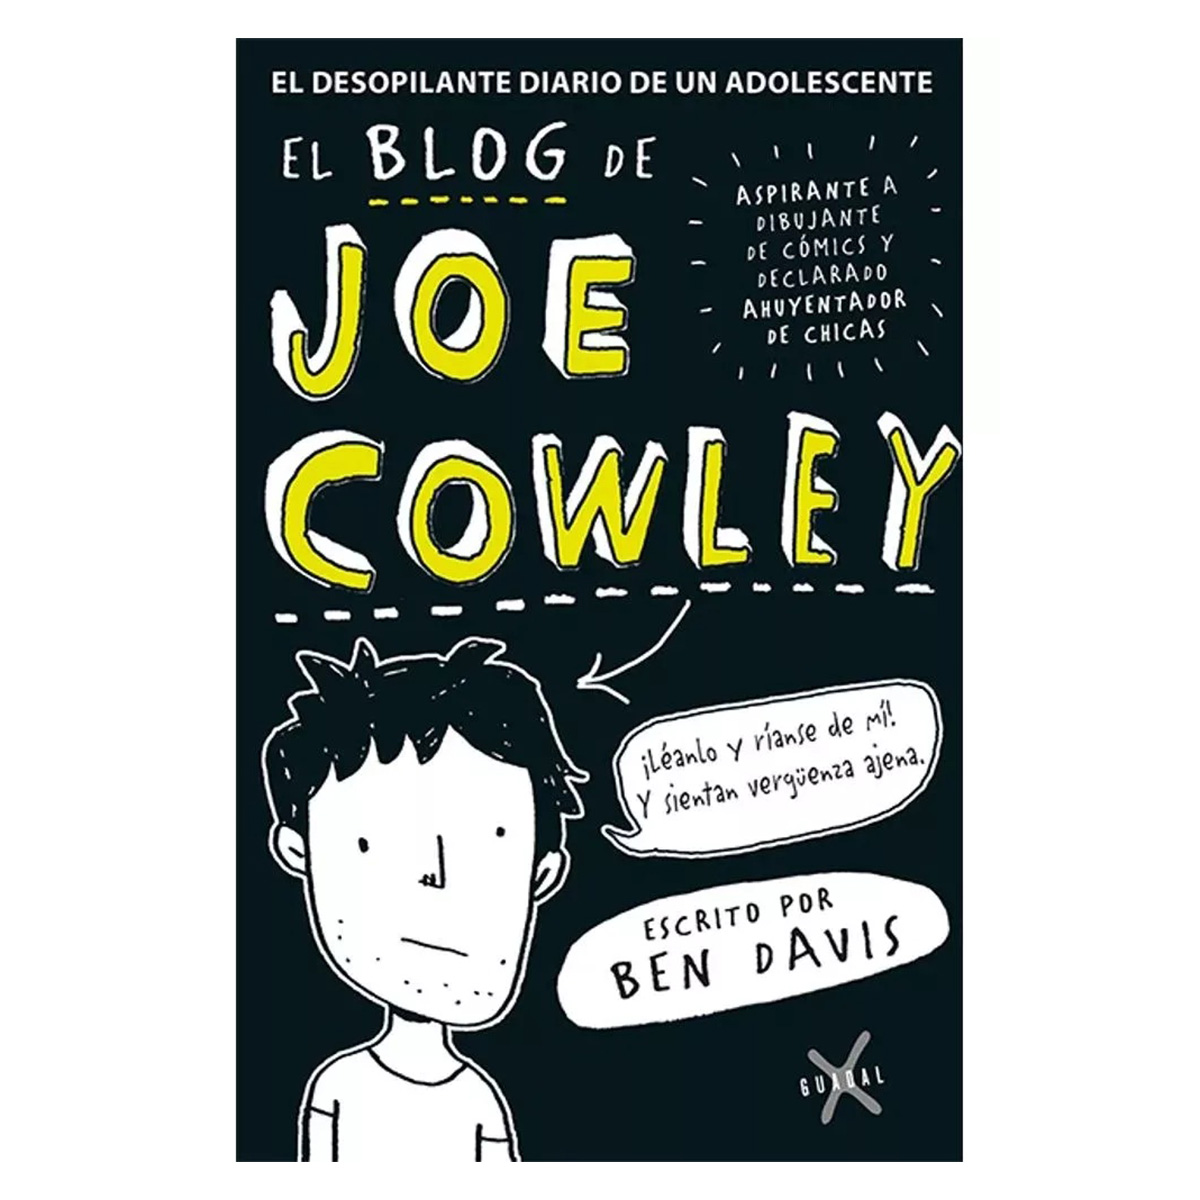 EL DESOPILANTE DIARIO DE UN ADOLESCENTE
EL BLOG DE
JOE
COWLEY
ASPIRANTE A
DIBUJANTE
DE CÓMICS Y
DECLARADO
AHUYENTADOR
DE CHICAS
¡Léanlo y ríanse de mí!
Y sientan vergüenza ajena.
ESCRITO POR
BEN DAVIS
GUADAL